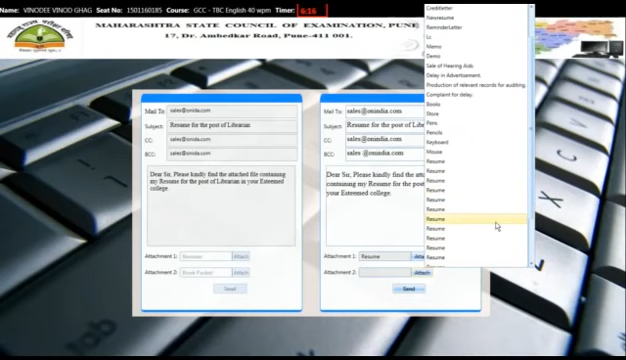 Name: VINODEE VINOD GHAG Seat No: 1501160185 Course: GCC - TBC English 40 wpm Timer: 6:16
MAHARASHTRA STATE COUNCIL OF EXAMINATION, PUNE
17, Dr. Ambedkar Road, Pune-411 001.
Mail To: sales@onida.com
Subject: Resume for the post of Librarian
CC: sales@onida.com
BCC: sales@onida.com
Dear Sir, Please kindly find the attached file containing
my Resume for the post of Librarian in your Esteemed
college.
Attachment 1: Resume Attach
Attachment 2: Book Packet Attach
Send
Mail To: sales@onindia.com
Subject: Resume for the post of Lib
CC: sales@onindia.com
BCC: sales @onindia.com
Dear Sir, Please kindly find the att
containing my Resume for the post
your Esteemed college.
Attachment 1: Resume Atta
Attachment 2: Attach
Send
Creditletter
Newresume
ReminderLetter
Lc
Memo
Demo
Sale of Hearing Aids
Delay in Advertisement.
Production of relevant records for auditing.
Complaint for delay.
Books
Store
Pens
Pencils
Keyboard
Mouse
Resume
Resume
Resume
Resume
Resume
Resume
Resume
Resume
Resume
Resume
Resume
Resume